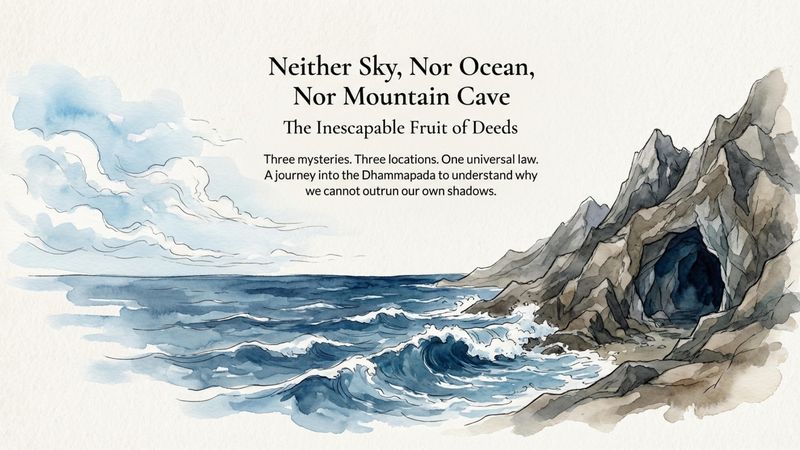 Neither Sky, Nor Ocean,
Nor Mountain Cave
The Inescapable Fruit of Deeds
Three mysteries. Three locations. One universal law.
A journey into the Dhammapada to understand why
we cannot outrun our own shadows.